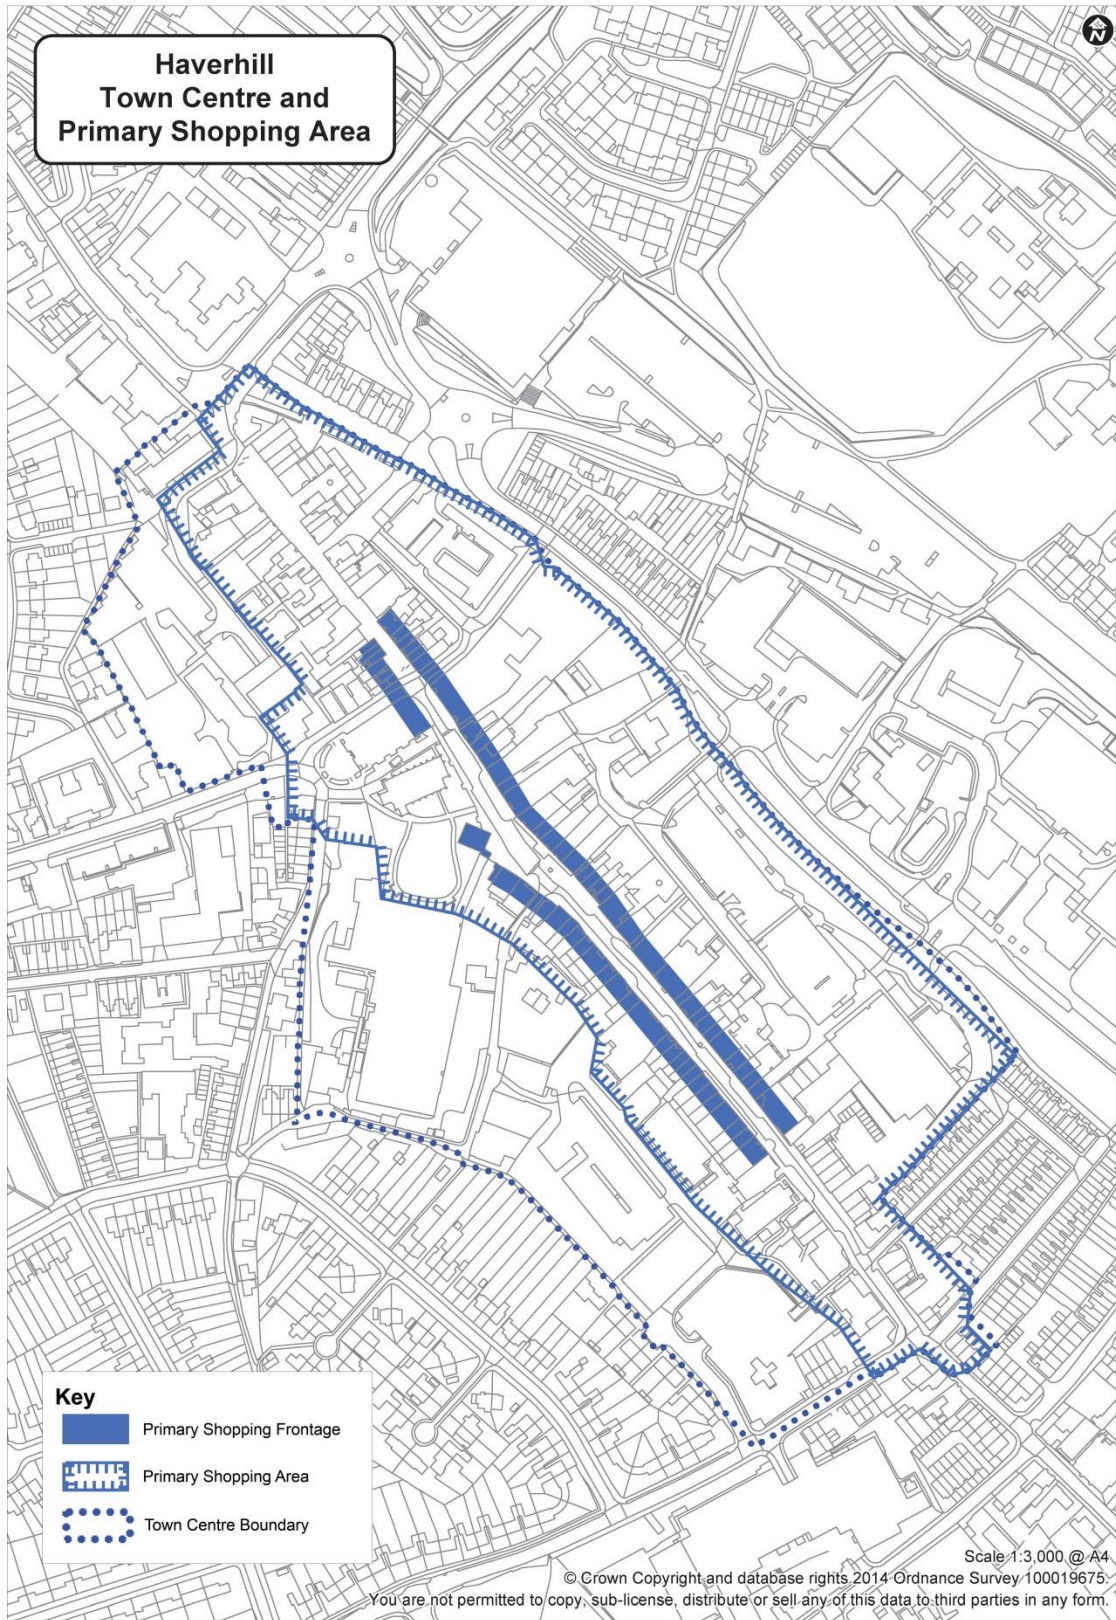 N
Haverhill
Town Centre and
Primary Shopping Area
Key
Primary Shopping Frontage
Primary Shopping Area
Town Centre Boundary
Scale 1:3,000 @ A4
© Crown Copyright and database rights 2014 Ordnance Survey 100019675.
You are not permitted to copy, sub-license, distribute or sell any of this data to third parties in any form.